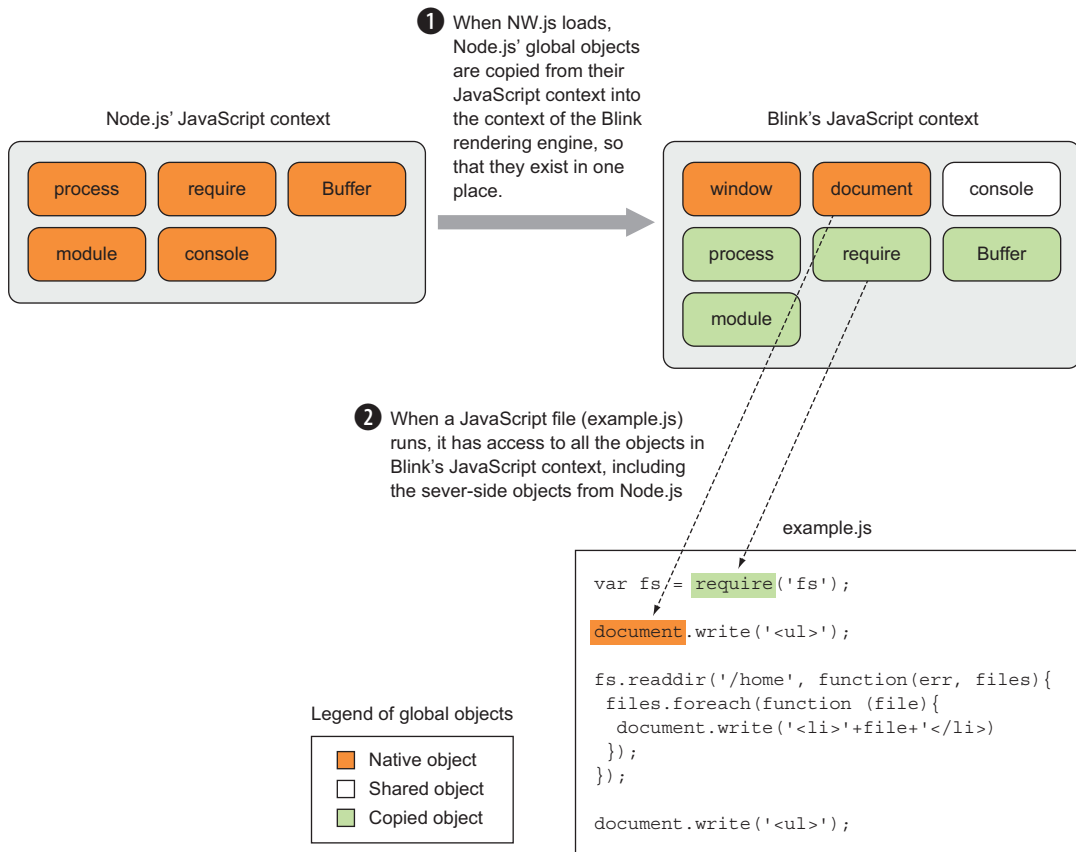 1 When NW.js loads,
Node.js’ global objects
are copied from their
JavaScript context into
the context of the Blink
rendering engine, so
that they exist in one
place.
Node.js’ JavaScript context
process require Buffer
module console
Blink’s JavaScript context
window document console
process require Buffer
module
2 When a JavaScript file (example.js)
runs, it has access to all the objects in
Blink’s JavaScript context, including
the sever-side objects from Node.js
example.js
var fs = require('fs');
document.write('<ul>');
fs.readdir('/home', function(err, files){
files.foreach(function (file){
document.write('<li>'+file+'</li>)
});
});
document.write('<ul>');
Legend of global objects
Native object
Shared object
Copied object